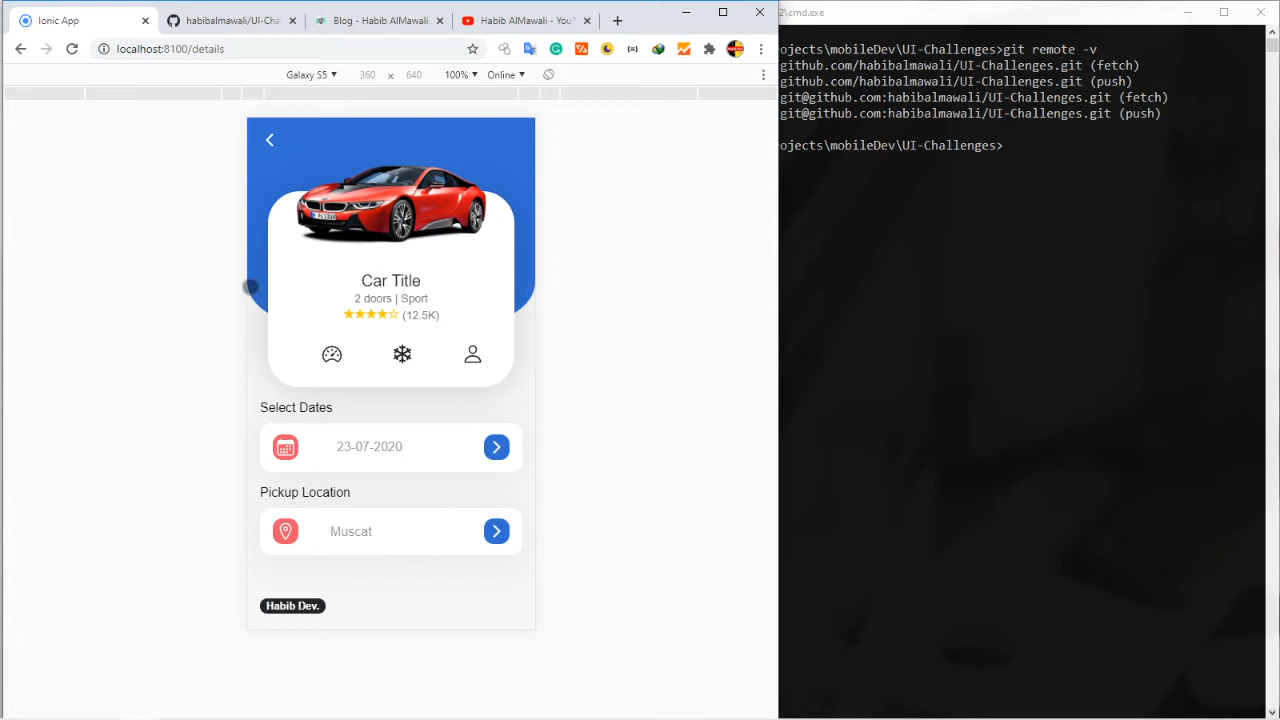 Ionic App
habibalmawali/UI-Cha
Blog - Habib AlMawali
Habib AlMawali - YouT
localhost:8100/details
Galaxy S5 360 x 640 100% Online
Car Title
2 doors | Sport
★★★★☆ (12.5K)
Select Dates
23-07-2020
Pickup Location
Muscat
Habib Dev.
2\cmd.exe
ojects\mobileDev\UI-Challenges>git remote -v
github.com/habibalmawali/UI-Challenges.git (fetch)
github.com/habibalmawali/UI-Challenges.git (push)
git@github.com:habibalmawali/UI-Challenges.git (fetch)
git@github.com:habibalmawali/UI-Challenges.git (push)
ojects\mobileDev\UI-Challenges>